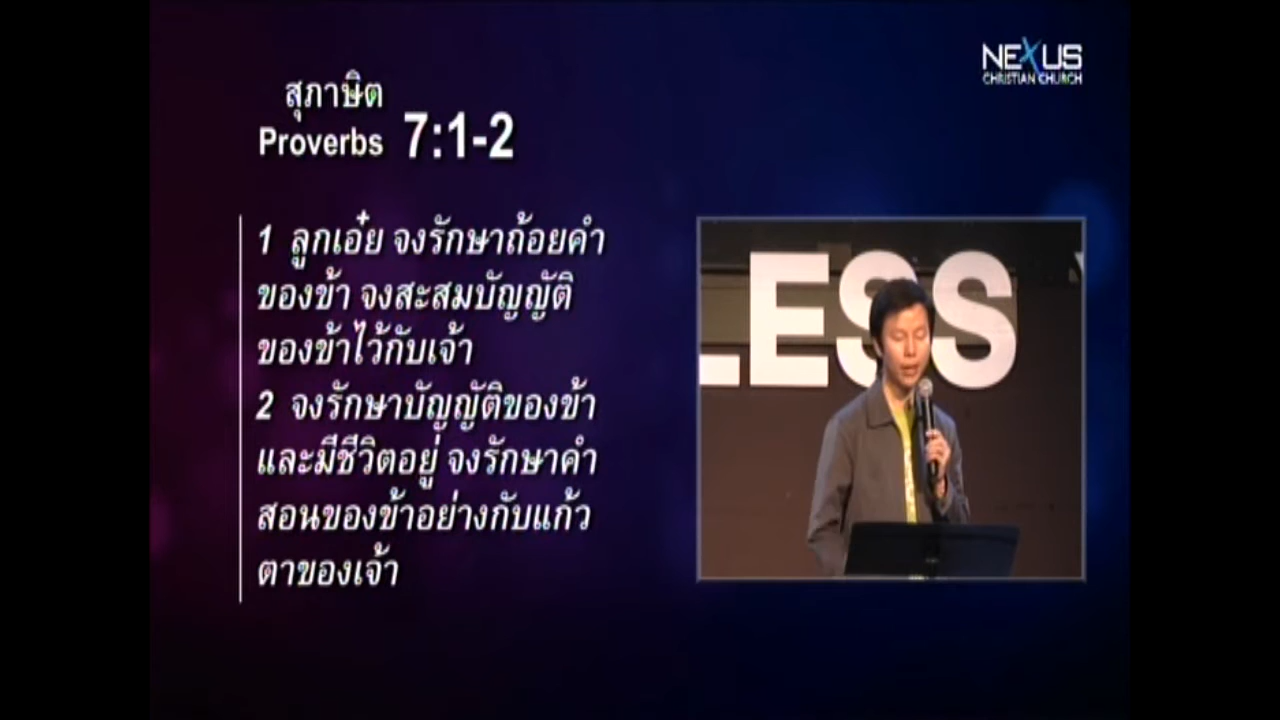 NEXUS
CHRISTIAN CHURCH
สุภาษิต
Proverbs 7:1-2
1 ลูกเอ๋ย จงรักษาถ้อยคำ
ของข้า จงสะสมบัญญัติ
ของข้าไว้กับเจ้า
2 จงรักษาบัญญัติของข้า
และมีชีวิตอยู่ จงรักษาคำ
สอนของข้าอย่างกับแก้ว
ตาของเจ้า
LESS